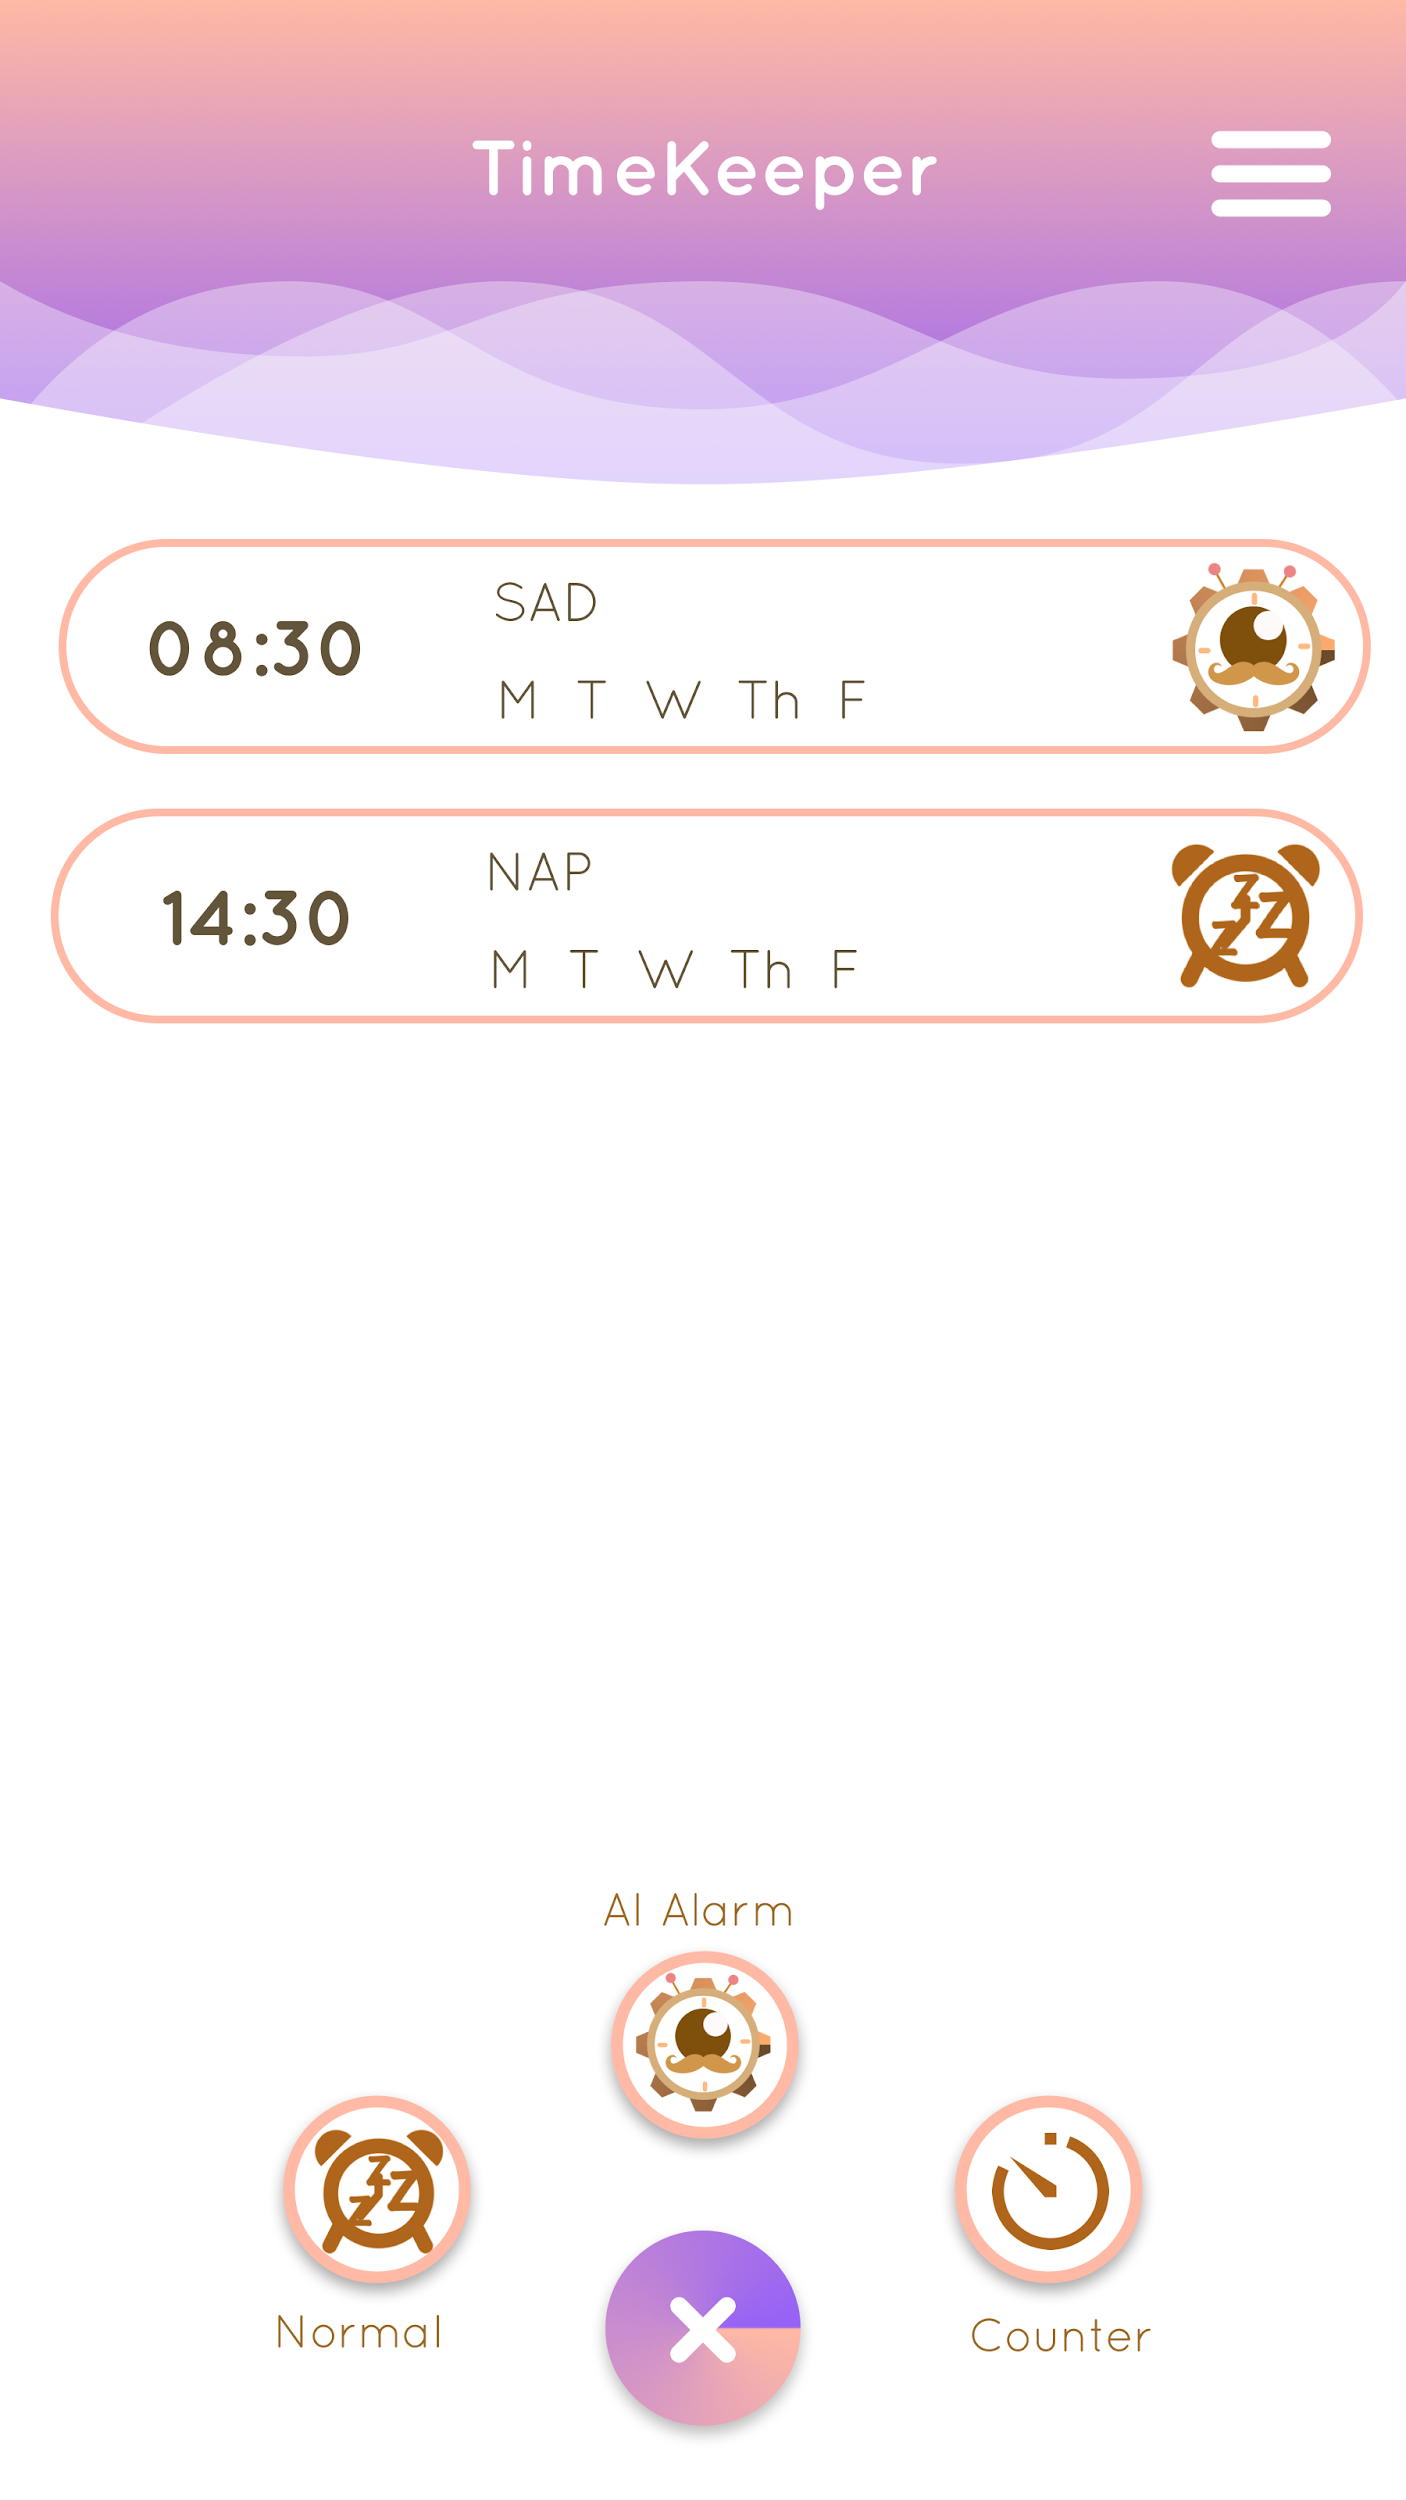 TimeKeeper
08:30
SAD
M T W Th F
14:30
NAP
M T W Th F
AI Alarm
Normal
Counter